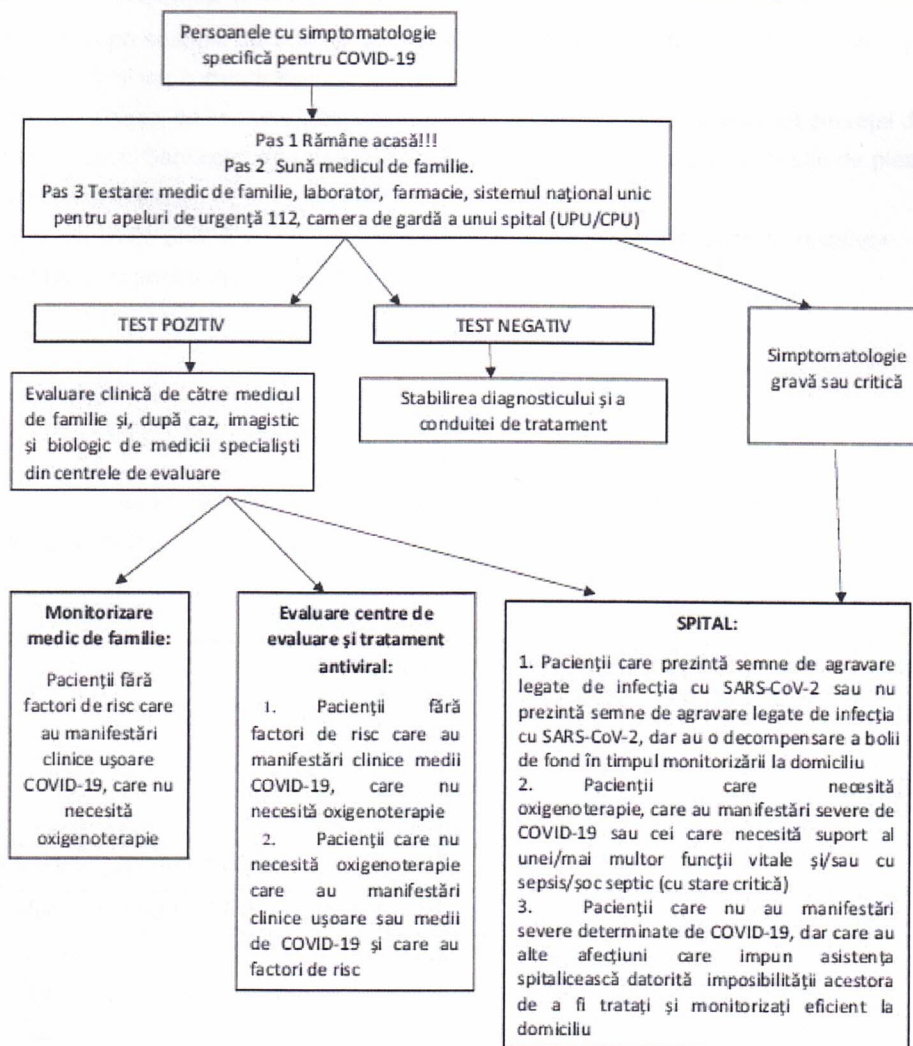 Persoanele cu simptomatologie
specifică pentru COVID-19
Pas 1 Rămâne acasă!!!
Pas 2 Sună medicul de familie.
Pas 3 Testare: medic de familie, laborator, farmacie, sistemul național unic
pentru apeluri de urgență 112, camera de gardă a unui spital (UPU/CPU)
TEST POZITIV
TEST NEGATIV
Simptomatologie
gravă sau critică
Evaluare clinică de către medicul
de familie și, după caz, imagistic
și biologic de medicii specialiști
din centrele de evaluare
Stabilirea diagnosticului și a
conduitei de tratament
Monitorizare
medic de familie:
Pacienții fără
factori de risc care
au manifestări
clinice ușoare
COVID-19, care nu
necesită
oxigenoterapie
Evaluare centre de
evaluare și tratament
antiviral:
1. Pacienții fără
factori de risc care au
manifestări clinice medii
COVID-19, care nu
necesită oxigenoterapie
2. Pacienții care nu
necesită oxigenoterapie
care au manifestări
clinice ușoare sau medii
de COVID-19 și care au
factori de risc
SPITAL:
1. Pacienții care prezintă semne de agravare
legate de infecția cu SARS-CoV-2 sau nu
prezintă semne de agravare legate de infecția
cu SARS-CoV-2, dar au o decompensare a bolii
de fond în timpul monitorizării la domiciliu
2. Pacienții care necesită
oxigenoterapie, care au manifestări severe de
COVID-19 sau cei care necesită suport al
unei/mai multor funcții vitale și/sau cu
sepsis/șoc septic (cu stare critică)
3. Pacienții care nu au manifestări
severe determinate de COVID-19, dar care au
alte afecțiuni care impun asistența
spitalicească datorită imposibilității acestora
de a fi tratați și monitorizați eficient la
domiciliu